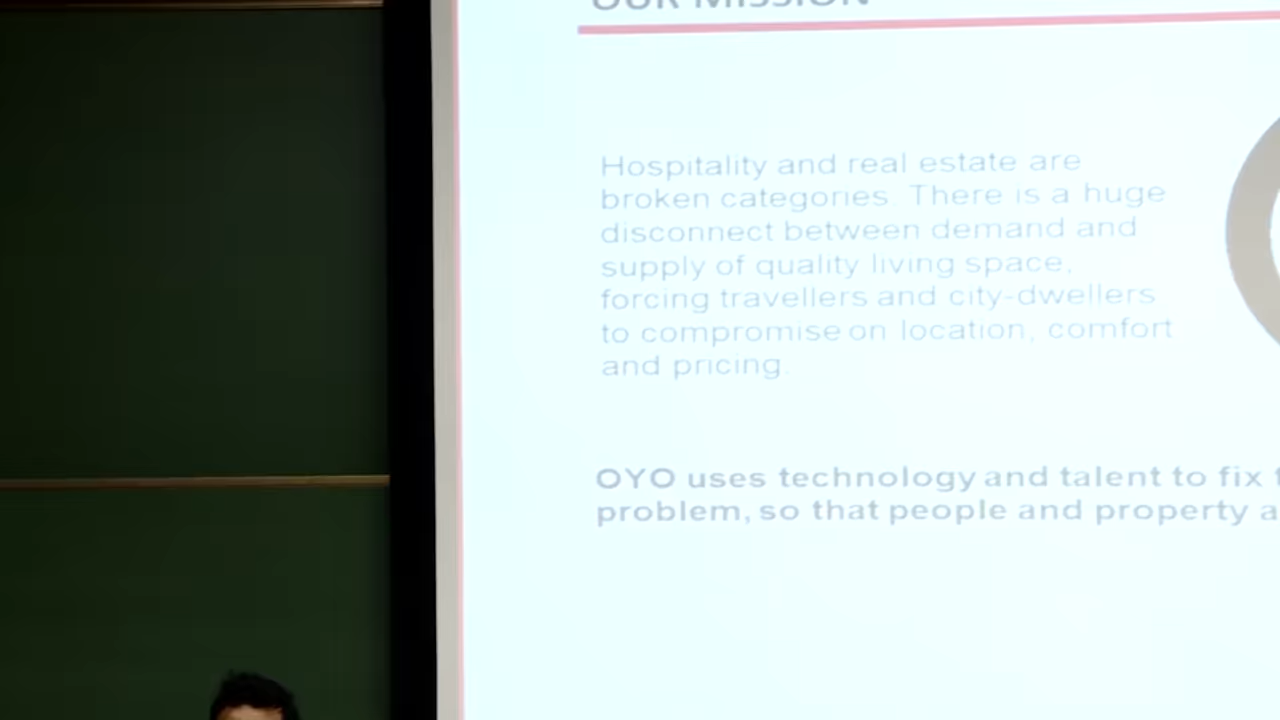 OUR MISSION
Hospitality and real estate are
broken categories. There is a huge
disconnect between demand and
supply of quality living space,
forcing travellers and city-dwellers
to compromise on location, comfort
and pricing.
OYO uses technology and talent to fix
problem, so that people and property